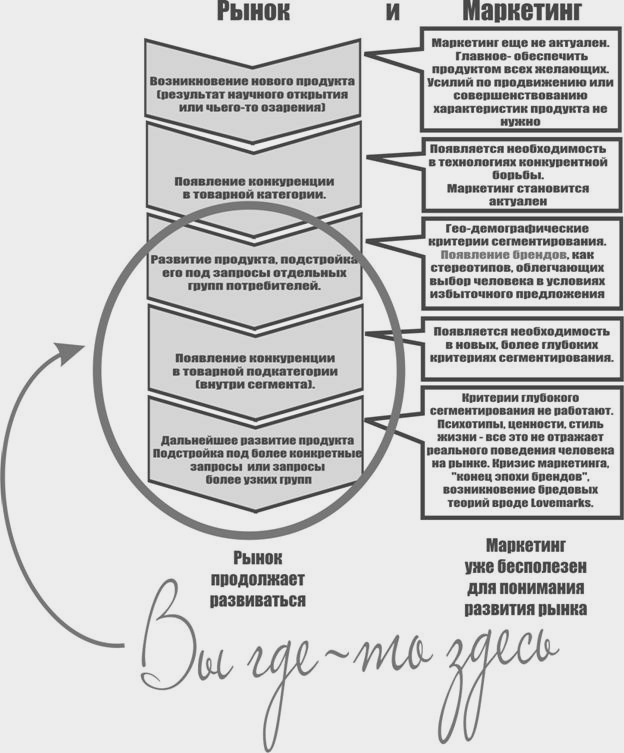 Рынок и Маркетинг
Возникновение нового продукта
(результат научного открытия
или чьего-то озарения)
Маркетинг еще не актуален.
Главное- обеспечить
продуктом всех желающих.
Усилий по продвижению или
совершенствованию
характеристик продукта не
нужно
Появление конкуренции
в товарной категории.
Появляется необходимость
в технологиях конкурентной
борьбы.
Маркетинг становится
актуален
Развитие продукта, подстройка
его под запросы отдельных
групп потребителей.
Гео-демографические
критерии сегментирования.
Появление брендов, как
стереотипов, облегчающих
выбор человека в условиях
избыточного предложения
Появление конкуренции
в товарной подкатегории
(внутри сегмента).
Появляется необходимость
в новых, более глубоких
критериях сегментирования.
Дальнейшее развитие продукта
Подстройка под более конкретные
запросы или запросы
более узких групп
Критерии глубокого
сегментирования не работают.
Психотипы, ценности, стиль
жизни - все это не отражает
реального поведения человека
на рынке. Кризис маркетинга,
"конец эпохи брендов",
возникновение бредовых
теорий вроде Lovemarks.
Рынок
продолжает
развиваться
Маркетинг
уже бесполезен
для понимания
развития рынка
Вы где-то здесь